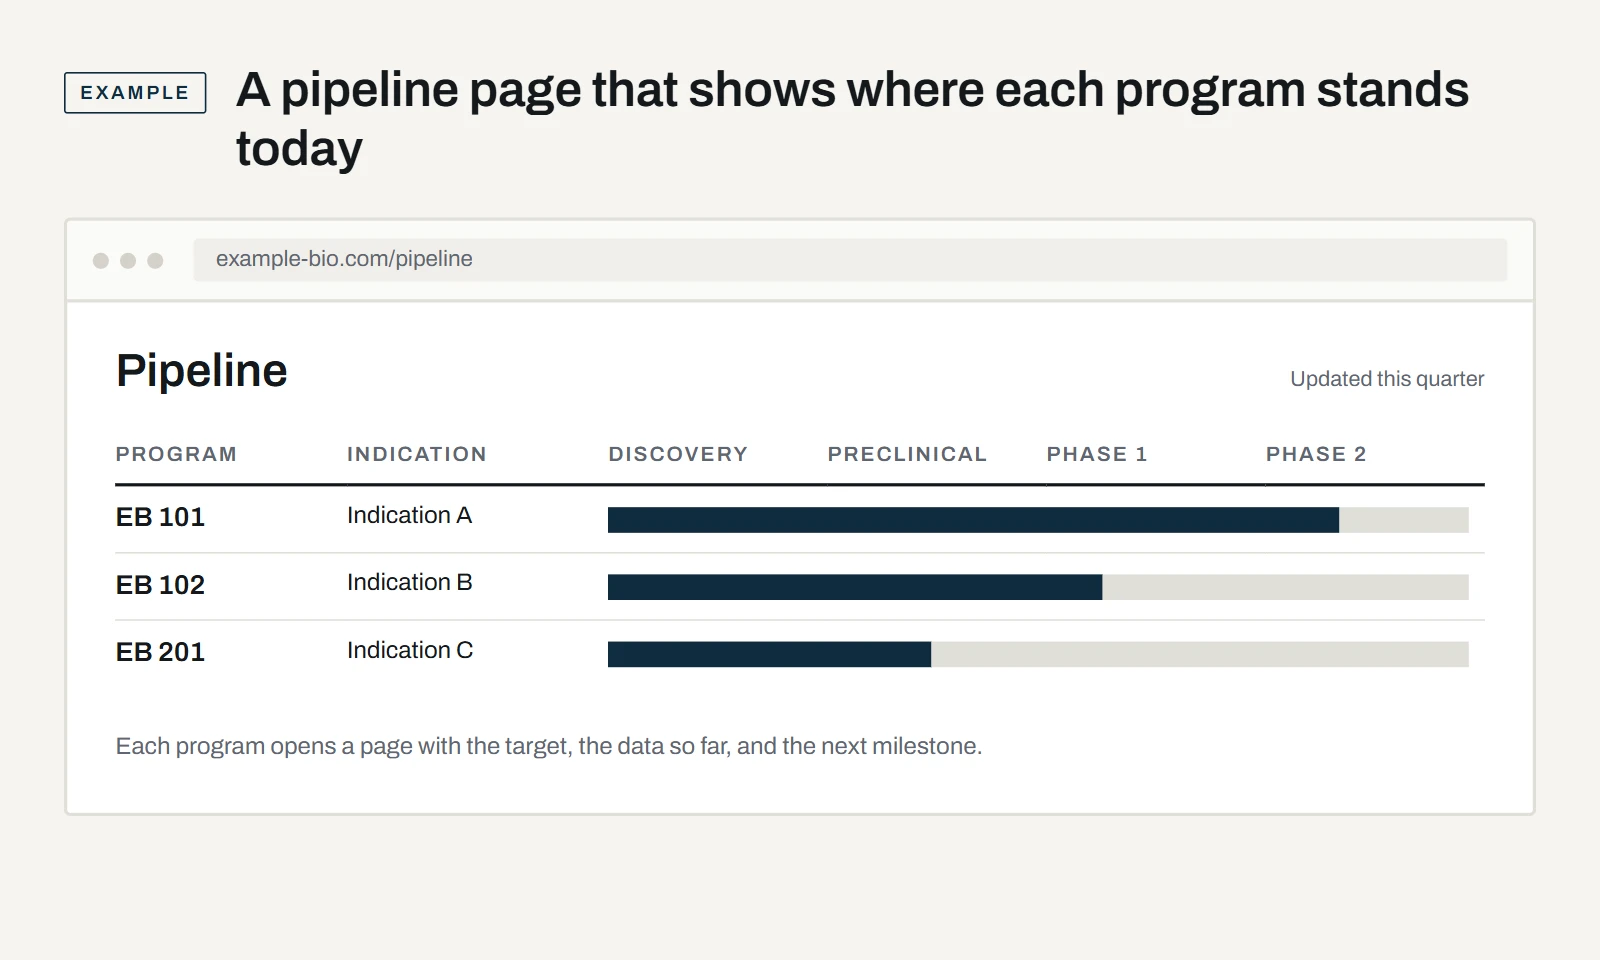 EXAMPLE
A pipeline page that shows where each program stands
today
example-bio.com/pipeline
Pipeline
Updated this quarter
PROGRAM INDICATION DISCOVERY PRECLINICAL PHASE 1 PHASE 2
EB 101 Indication A
EB 102 Indication B
EB 201 Indication C
Each program opens a page with the target, the data so far, and the next milestone.